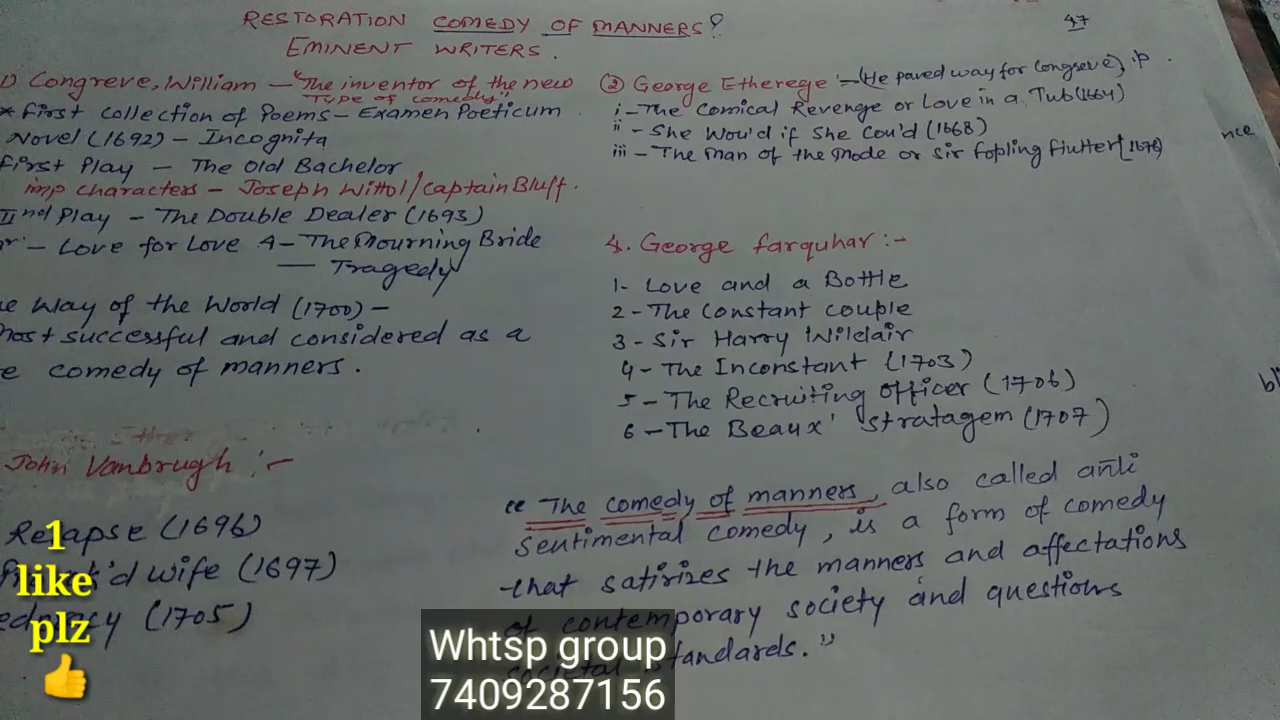 RESTORATION COMEDY OF MANNERS?
EMINENT WRITERS.
47
1) Congreve, William — "The inventor of the new
Type of comedy"
* First collection of Poems - Examen Poeticum
Novel (1692) - Incognita
First Play - The Old Bachelor
imp characters - Joseph Wittol/Captain Bluff.
IInd Play - The Double Dealer (1693)
- Love for Love 4- The Mourning Bride
— Tragedy
Way of the World (1700) -
most successful and considered as a
comedy of manners.
John Vanbrugh :-
Relapse (1696)
wife (1697)
(1705)
② George Etherege :- (He paved way for Congreve)
i - The Comical Revenge or Love in a Tub (1664)
ii - She Wou'd if She Cou'd (1668)
iii - The Man of the Mode or Sir Fopling Flutter (1676)
4. George Farquhar :-
1- Love and a Bottle
2 - The Constant couple
3 - Sir Harry Wildair
4 - The Inconstant (1703)
5 - The Recruiting Officer (1706)
6 - The Beaux' Stratagem (1707)
"The comedy of manners, also called anti
sentimental comedy, is a form of comedy
that satirizes the manners and affectations
of contemporary society and questions
societal standards."
nce
bl
1
like
plz
Whtsp group
7409287156